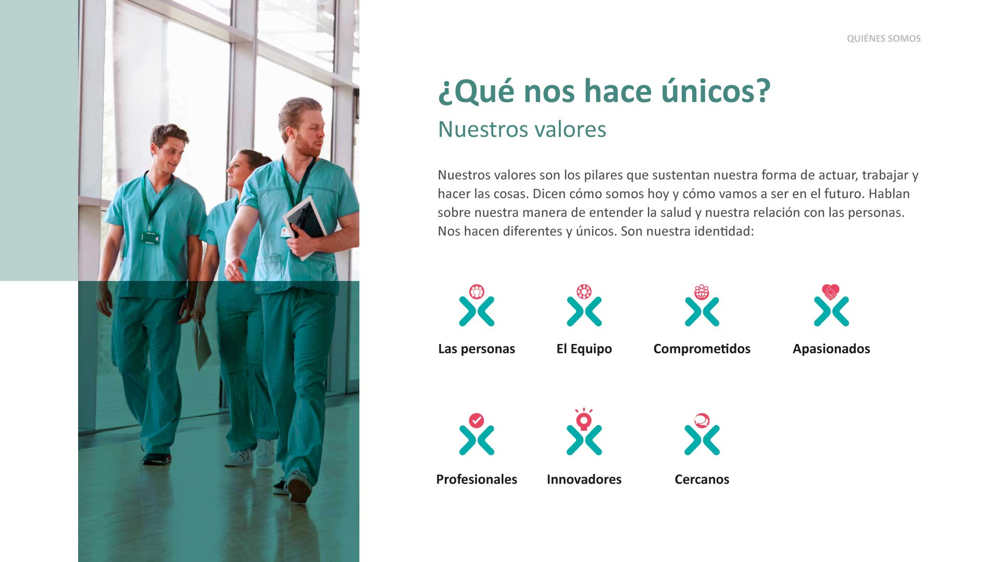 QUIÉNES SOMOS
¿Qué nos hace únicos?
Nuestros valores
Nuestros valores son los pilares que sustentan nuestra forma de actuar, trabajar y
hacer las cosas. Dicen cómo somos hoy y cómo vamos a ser en el futuro. Hablan
sobre nuestra manera de entender la salud y nuestra relación con las personas.
Nos hacen diferentes y únicos. Son nuestra identidad:
Las personas
El Equipo
Comprometidos
Apasionados
Profesionales
Innovadores
Cercanos